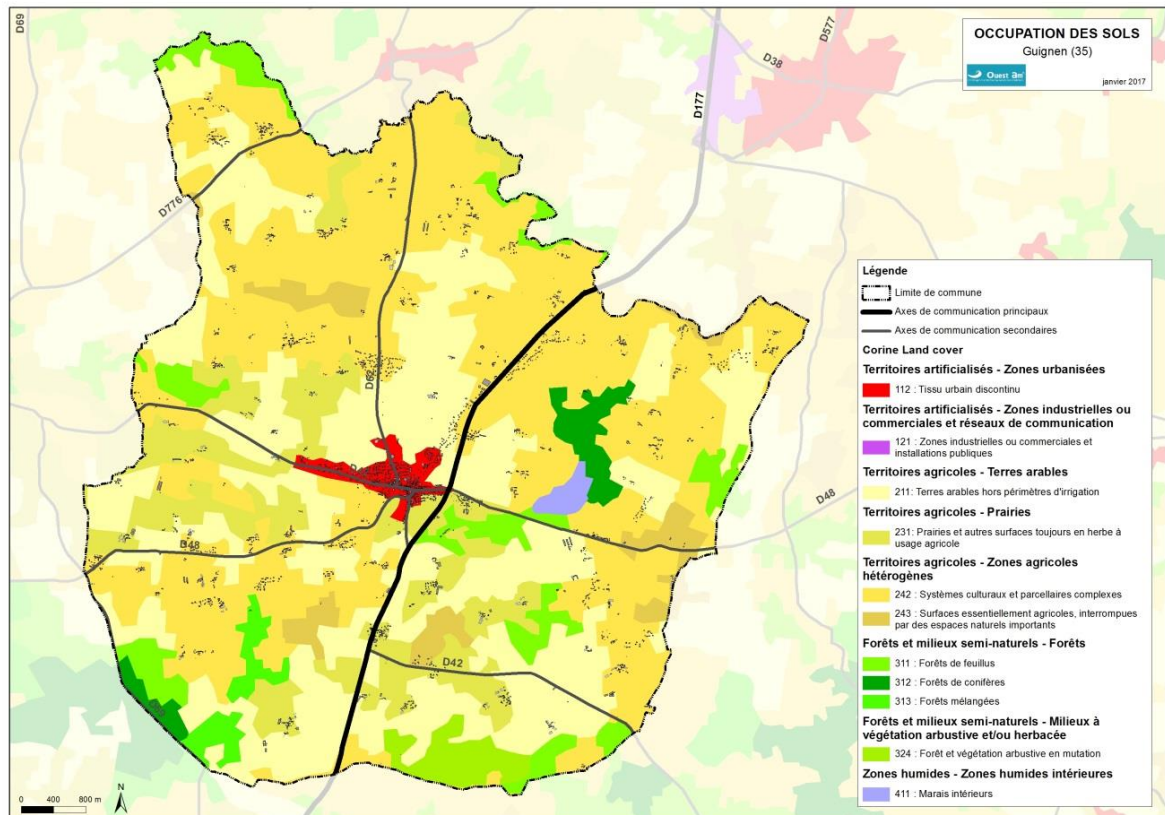 OCCUPATION DES SOLS
Guignen (35)
Ouest am'
janvier 2017
D69
D577
D38
D177
D776
D62
D48
D48
D42
Légende
Limite de commune
Axes de communication principaux
Axes de communication secondaires
Corine Land cover
Territoires artificialisés - Zones urbanisées
112 : Tissu urbain discontinu
Territoires artificialisés - Zones industrielles ou
commerciales et réseaux de communication
121 : Zones industrielles ou commerciales et
installations publiques
Territoires agricoles - Terres arables
211: Terres arables hors périmètres d'irrigation
Territoires agricoles - Prairies
231: Prairies et autres surfaces toujours en herbe à
usage agricole
Territoires agricoles - Zones agricoles
hétérogènes
242 : Systèmes culturaux et parcellaires complexes
243 : Surfaces essentiellement agricoles, interrompues
par des espaces naturels importants
Forêts et milieux semi-naturels - Forêts
311 : Forêts de feuillus
312 : Forêts de conifères
313 : Forêts mélangées
Forêts et milieux semi-naturels - Milieux à
végétation arbustive et/ou herbacée
324 : Forêt et végétation arbustive en mutation
Zones humides - Zones humides intérieures
411 : Marais intérieurs
0 400 800 m
N